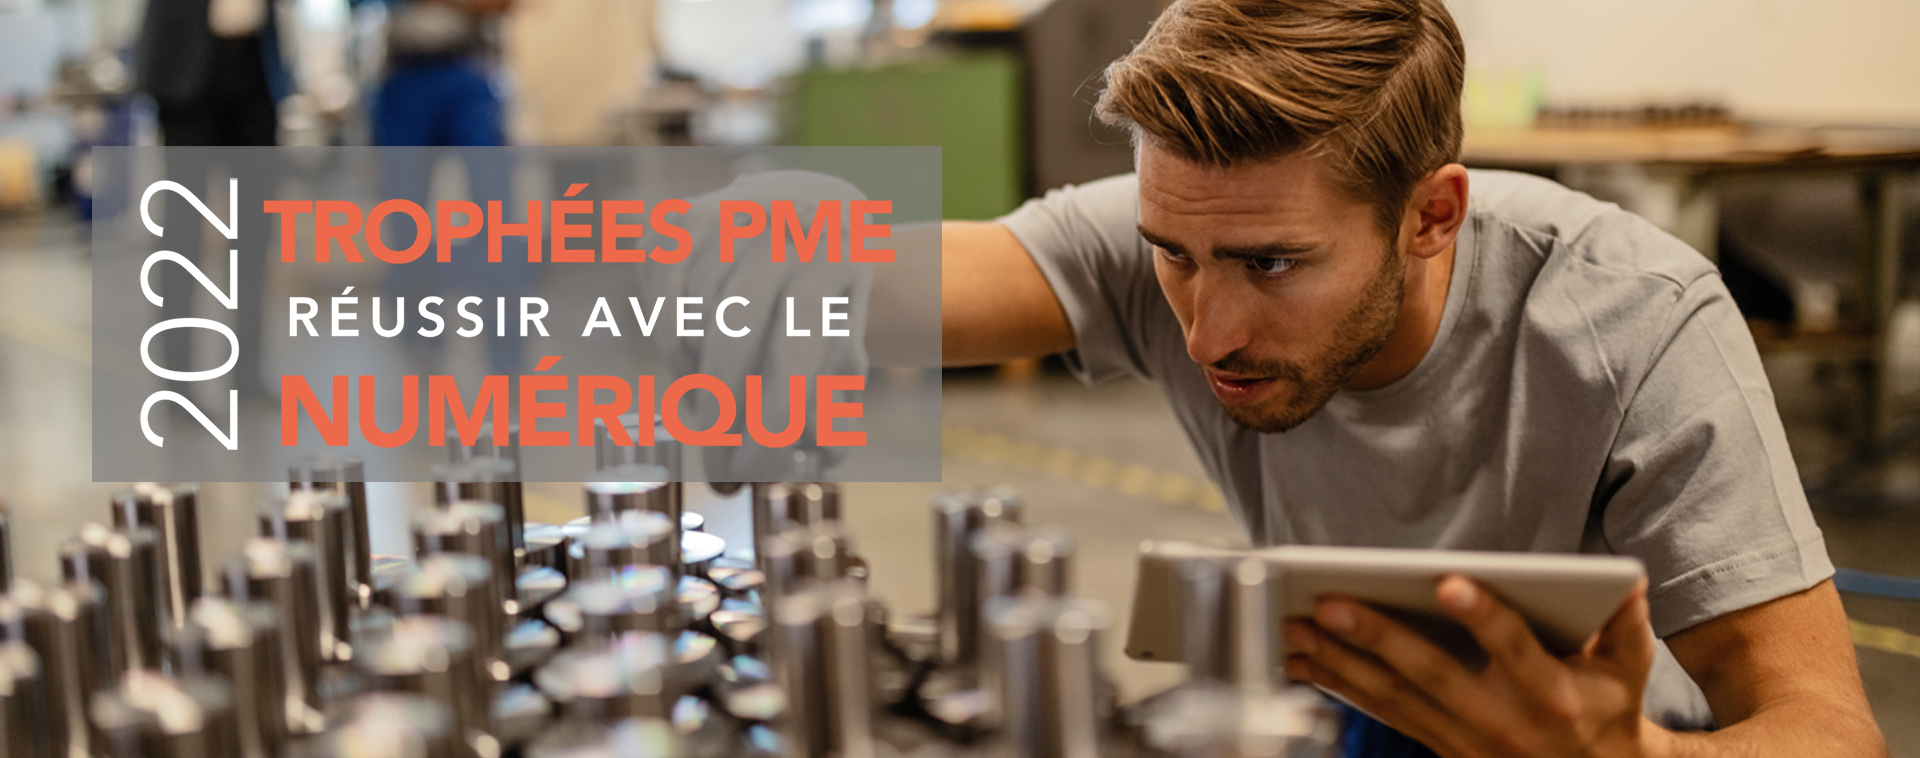 2022
TROPHÉES PME
RÉUSSIR AVEC LE
NUMÉRIQUE